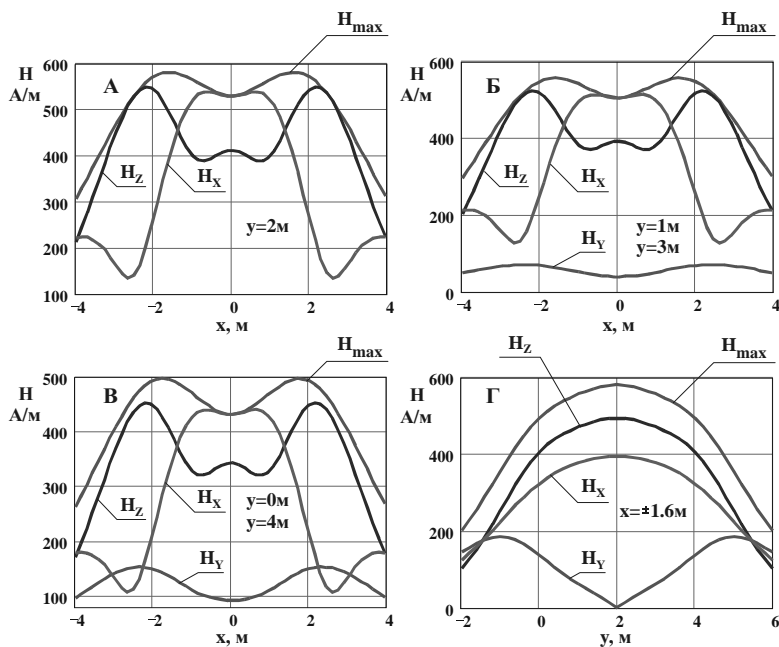 H
A/м
600
500
400
300
200
100
А
H_max
H_Z
H_X
y=2м
−4
−2
0
2
4
x, м
H
A/м
600
400
200
0
Б
H_max
H_Z
H_X
H_Y
y=1м
y=3м
−4
−2
0
2
4
x, м
H
A/м
500
400
300
200
100
В
H_max
H_Z
H_X
H_Y
y=0м
y=4м
−4
−2
0
2
4
x, м
H
A/м
600
400
200
0
Г
H_Z
H_max
H_X
H_Y
x=±1.6м
−2
0
2
4
6
y, м